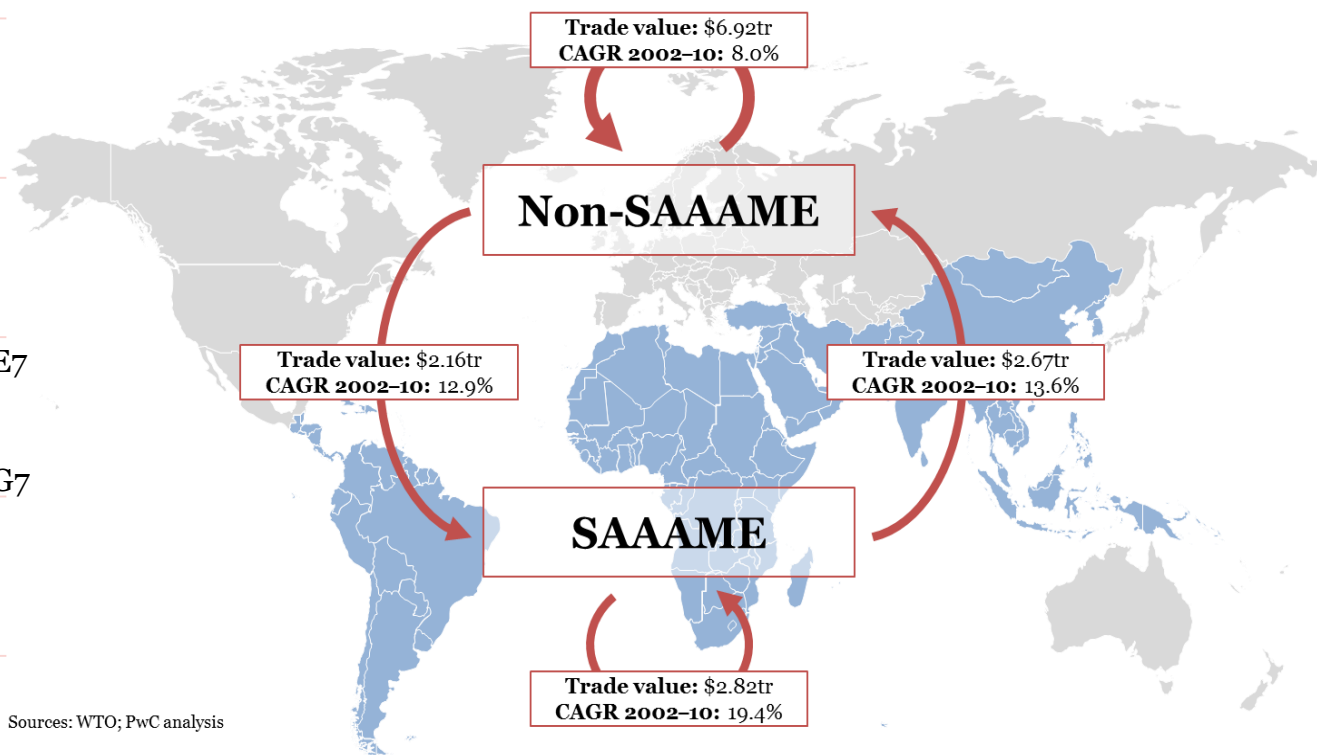 Trade value: $6.92tr
CAGR 2002–10: 8.0%
Non-SAAAME
Trade value: $2.16tr
CAGR 2002–10: 12.9%
Trade value: $2.67tr
CAGR 2002–10: 13.6%
E7
G7
SAAAME
Trade value: $2.82tr
CAGR 2002–10: 19.4%
Sources: WTO; PwC analysis